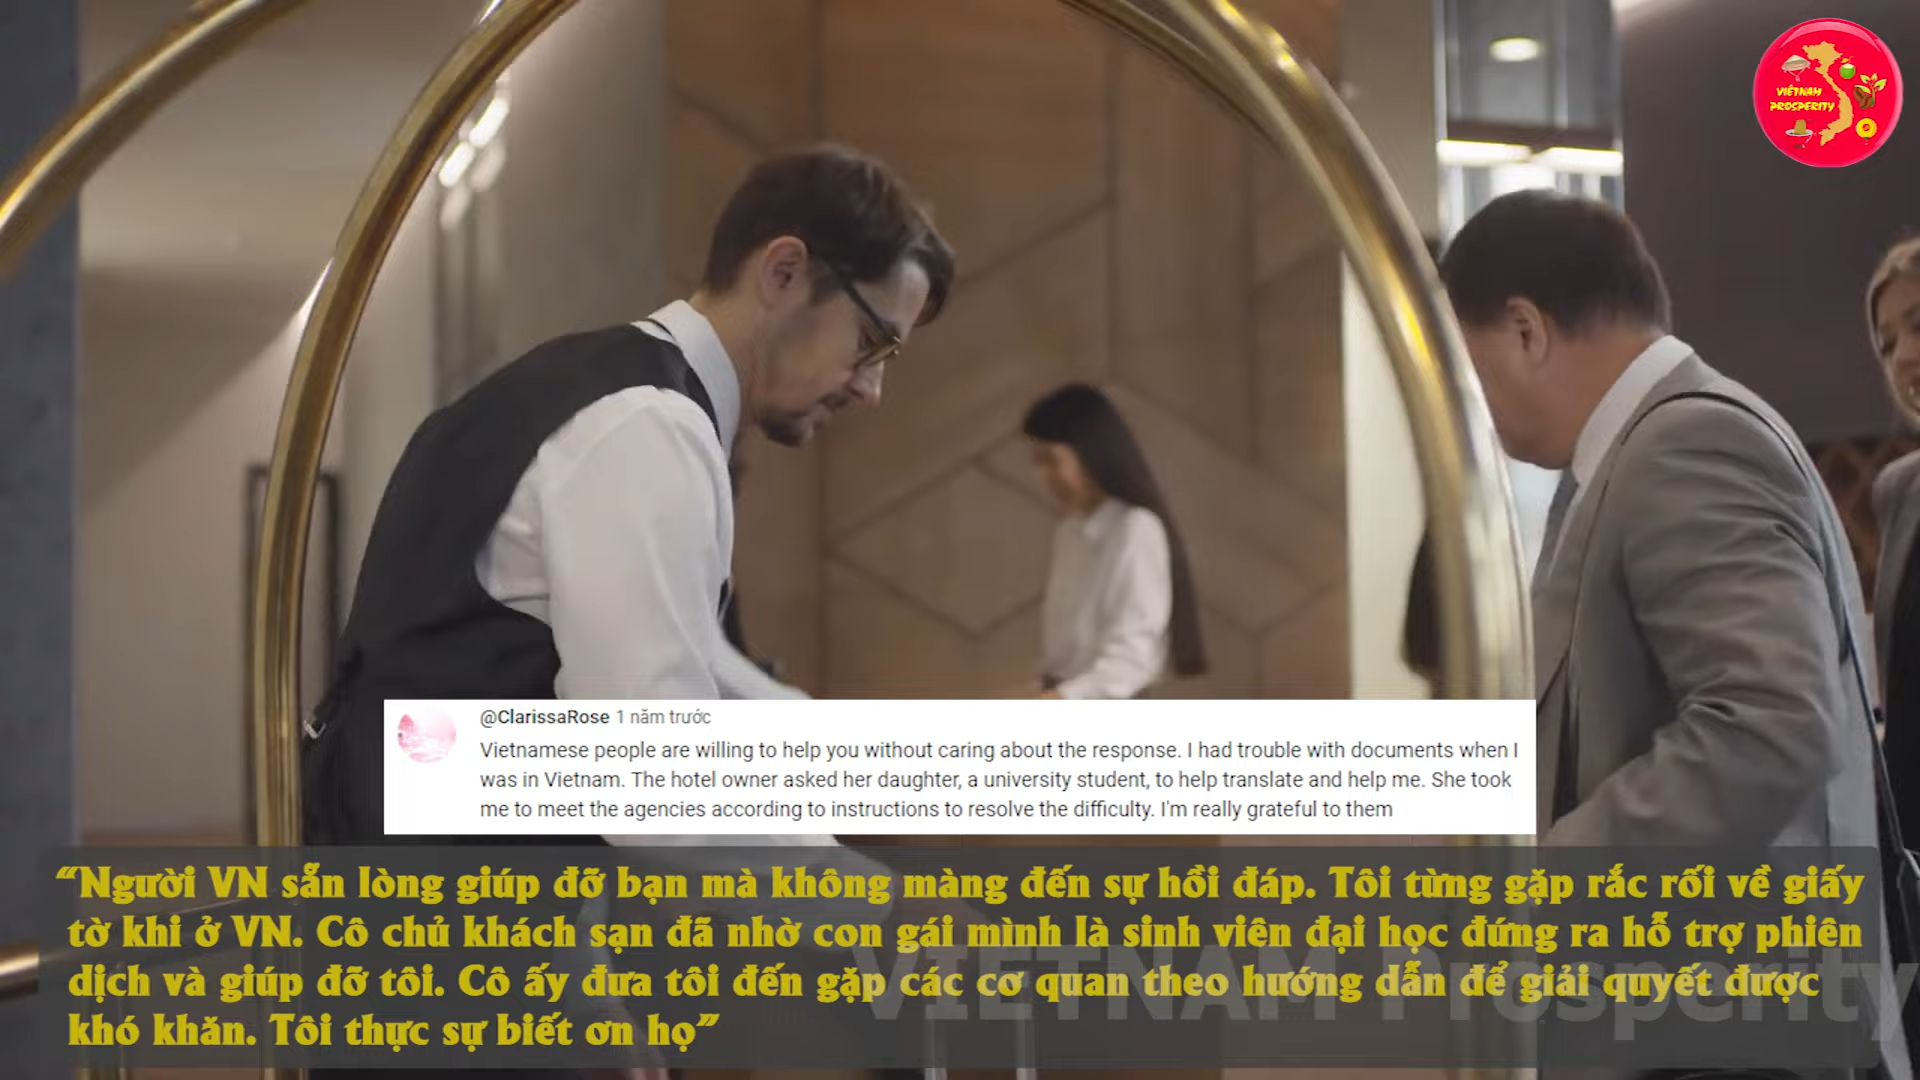 VIETNAM
PROSPERITY
@ClarissaRose 1 năm trước
Vietnamese people are willing to help you without caring about the response. I had trouble with documents when I
was in Vietnam. The hotel owner asked her daughter, a university student, to help translate and help me. She took
me to meet the agencies according to instructions to resolve the difficulty. I'm really grateful to them
“Người VN sẵn lòng giúp đỡ bạn mà không màng đến sự hồi đáp. Tôi từng gặp rắc rối về giấy
tờ khi ở VN. Cô chủ khách sạn đã nhờ con gái mình là sinh viên đại học đứng ra hỗ trợ phiên
dịch và giúp đỡ tôi. Cô ấy đưa tôi đến gặp các cơ quan theo hướng dẫn để giải quyết được
khó khăn. Tôi thực sự biết ơn họ”
VIETNAM Prosperity